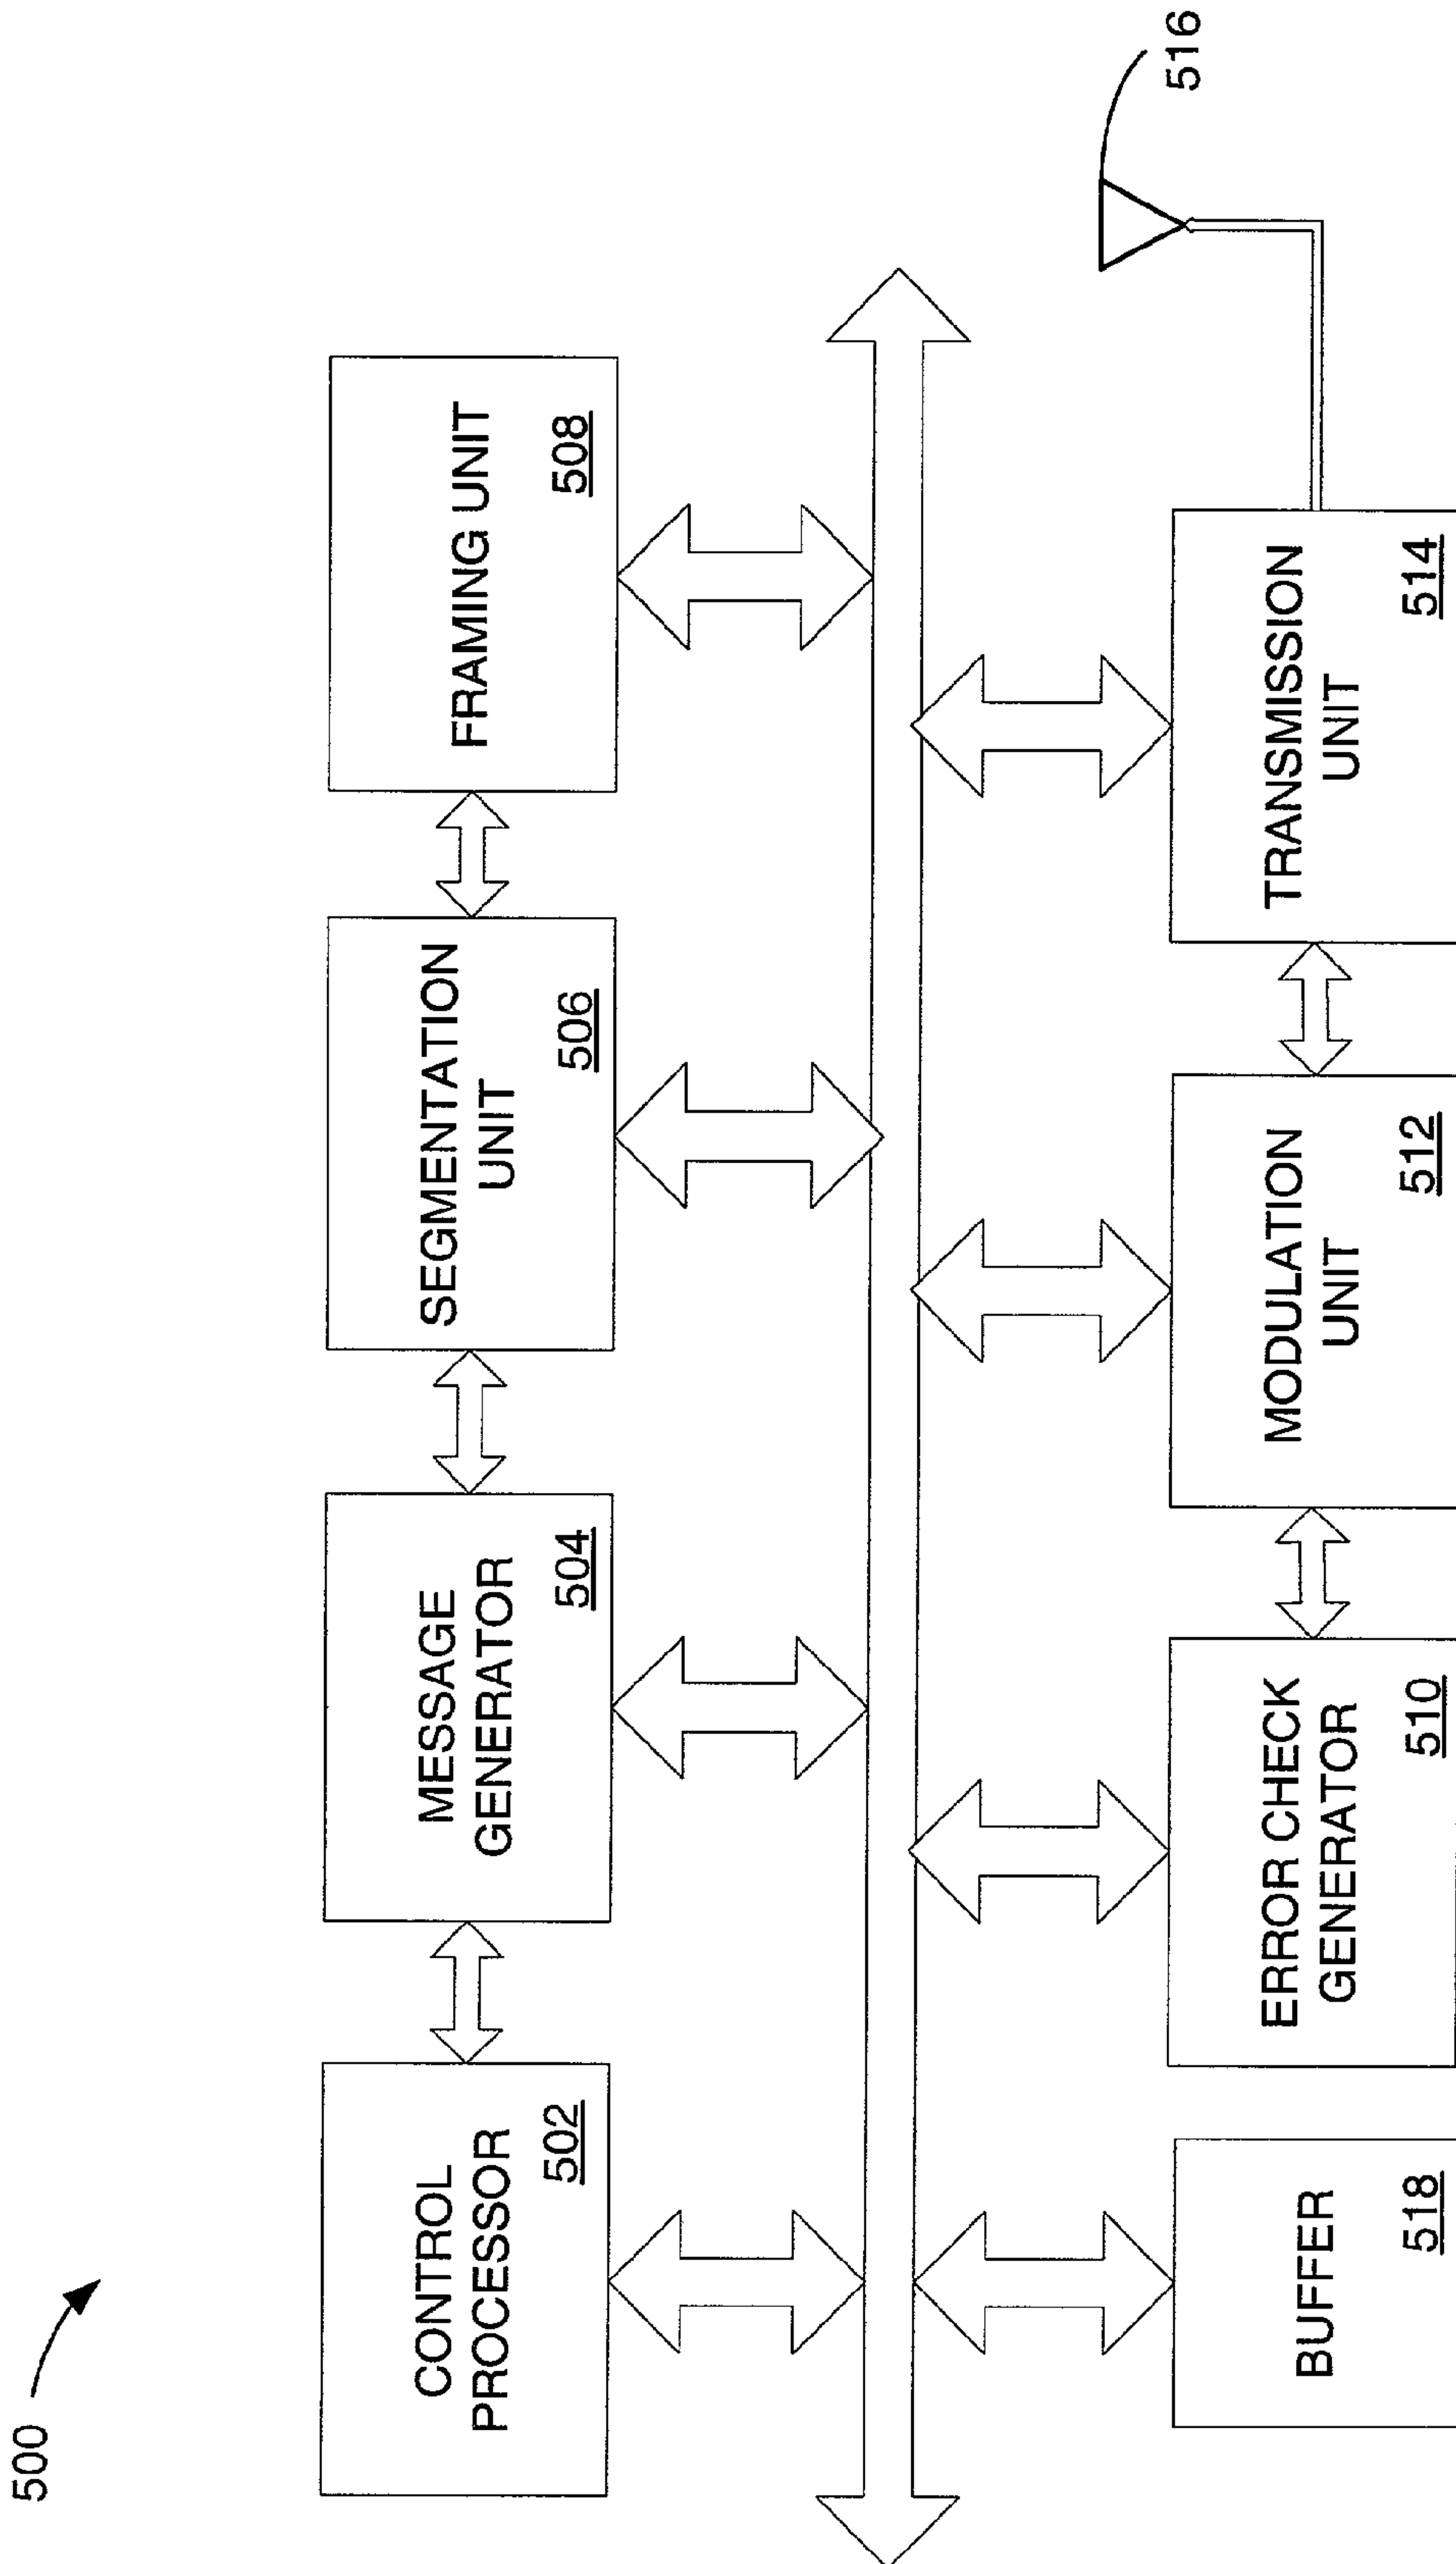 500
CONTROL
PROCESSOR
502
MESSAGE
GENERATOR
504
SEGMENTATION
UNIT
506
FRAMING UNIT
508
516
BUFFER
518
ERROR CHECK
GENERATOR
510
MODULATION
UNIT
512
TRANSMISSION
UNIT
514